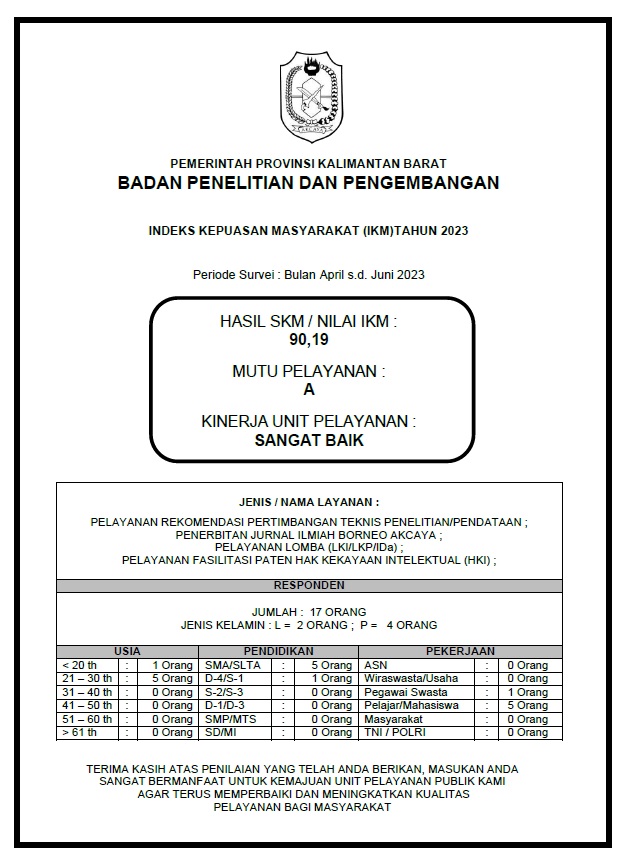 AKCAYA
PEMERINTAH PROVINSI KALIMANTAN BARAT
BADAN PENELITIAN DAN PENGEMBANGAN
INDEKS KEPUASAN MASYARAKAT (IKM)TAHUN 2023
Periode Survei : Bulan April s.d. Juni 2023
HASIL SKM / NILAI IKM :
90,19
MUTU PELAYANAN :
A
KINERJA UNIT PELAYANAN :
SANGAT BAIK
JENIS / NAMA LAYANAN :
PELAYANAN REKOMENDASI PERTIMBANGAN TEKNIS PENELITIAN/PENDATAAN ;
PENERBITAN JURNAL ILMIAH BORNEO AKCAYA ;
PELAYANAN LOMBA (LKI/LKP/IDa) ;
PELAYANAN FASILITASI PATEN HAK KEKAYAAN INTELEKTUAL (HKI) ;
RESPONDEN
JUMLAH : 17 ORANG
JENIS KELAMIN : L = 2 ORANG ; P = 4 ORANG
USIA PENDIDIKAN PEKERJAAN
< 20 th : 1 Orang SMA/SLTA : 5 Orang ASN : 0 Orang
21 – 30 th : 5 Orang D-4/S-1 : 1 Orang Wiraswasta/Usaha : 0 Orang
31 – 40 th : 0 Orang S-2/S-3 : 0 Orang Pegawai Swasta : 1 Orang
41 – 50 th : 0 Orang D-1/D-3 : 0 Orang Pelajar/Mahasiswa : 5 Orang
51 – 60 th : 0 Orang SMP/MTS : 0 Orang Masyarakat : 0 Orang
> 61 th : 0 Orang SD/MI : 0 Orang TNI / POLRI : 0 Orang
TERIMA KASIH ATAS PENILAIAN YANG TELAH ANDA BERIKAN, MASUKAN ANDA
SANGAT BERMANFAAT UNTUK KEMAJUAN UNIT PELAYANAN PUBLIK KAMI
AGAR TERUS MEMPERBAIKI DAN MENINGKATKAN KUALITAS
PELAYANAN BAGI MASYARAKAT